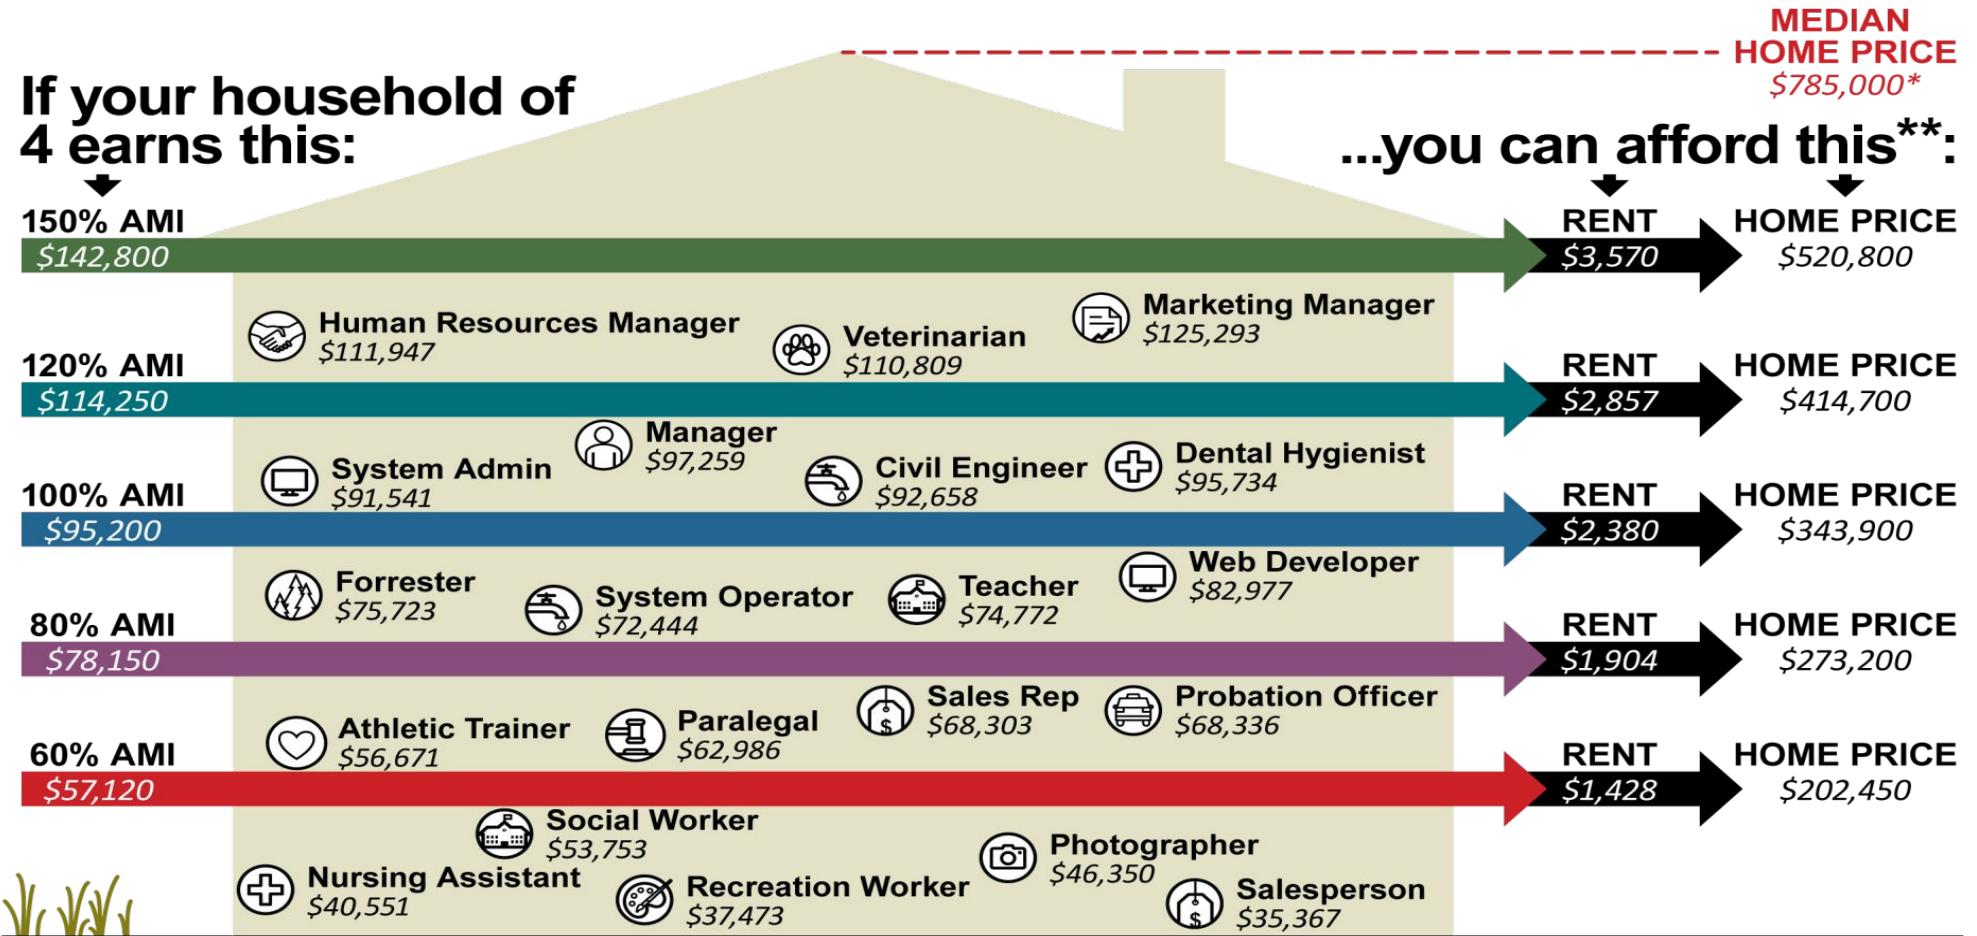 MEDIAN
HOME PRICE
$785,000*
If your household of
4 earns this:
...you can afford this**:
150% AMI
$142,800
RENT
$3,570
HOME PRICE
$520,800
Human Resources Manager
$111,947
Veterinarian
$110,809
Marketing Manager
$125,293
120% AMI
$114,250
RENT
$2,857
HOME PRICE
$414,700
System Admin
$91,541
Manager
$97,259
Civil Engineer
$92,658
Dental Hygienist
$95,734
100% AMI
$95,200
RENT
$2,380
HOME PRICE
$343,900
Forrester
$75,723
System Operator
$72,444
Teacher
$74,772
Web Developer
$82,977
80% AMI
$78,150
RENT
$1,904
HOME PRICE
$273,200
Athletic Trainer
$56,671
Paralegal
$62,986
Sales Rep
$68,303
Probation Officer
$68,336
60% AMI
$57,120
RENT
$1,428
HOME PRICE
$202,450
Social Worker
$53,753
Nursing Assistant
$40,551
Recreation Worker
$37,473
Photographer
$46,350
Salesperson
$35,367